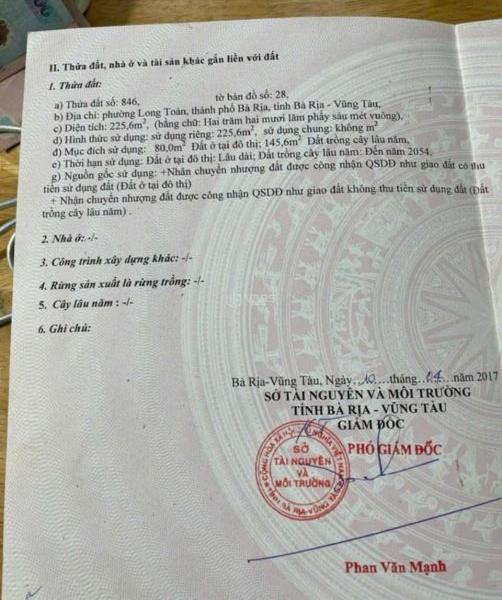 II. Thửa đất, nhà ở và tài sản khác gắn liền với đất
1. Thửa đất:
a) Thửa đất số: 846, tờ bản đồ số: 28,
b) Địa chỉ: phường Long Toàn, thành phố Bà Rịa, tỉnh Bà Rịa - Vũng Tàu,
c) Diện tích: 225,6m², (bằng chữ: Hai trăm hai mươi lăm phẩy sáu mét vuông),
d) Hình thức sử dụng: sử dụng riêng: 225,6m², sử dụng chung: không m²
đ) Mục đích sử dụng: 80,0m² Đất ở tại đô thị; 145,6m² Đất trồng cây lâu năm,
e) Thời hạn sử dụng: Đất ở tại đô thị: Lâu dài; Đất trồng cây lâu năm: Đến năm 2054,
g) Nguồn gốc sử dụng: +Nhận chuyển nhượng đất được công nhận QSDĐ như giao đất có thu
tiền sử dụng đất (Đất ở tại đô thị)
+ Nhận chuyển nhượng đất được công nhận QSDĐ như giao đất không thu tiền sử dụng đất (Đất
trồng cây lâu năm) .
2. Nhà ở: -/-
3. Công trình xây dựng khác: -/-
4. Rừng sản xuất là rừng trồng: -/-
5. Cây lâu năm : -/-
6. Ghi chú:
Bà Rịa-Vũng Tàu, Ngày 10 tháng 04 năm 2017
SỞ TÀI NGUYÊN VÀ MÔI TRƯỜNG
TỈNH BÀ RỊA - VŨNG TÀU
KT GIÁM ĐỐC
PHÓ GIÁM ĐỐC
SỞ
TÀI NGUYÊN
VÀ
MÔI TRƯỜNG
TỈNH BÀ RỊA-VŨNG TÀU
Phan Văn Mạnh